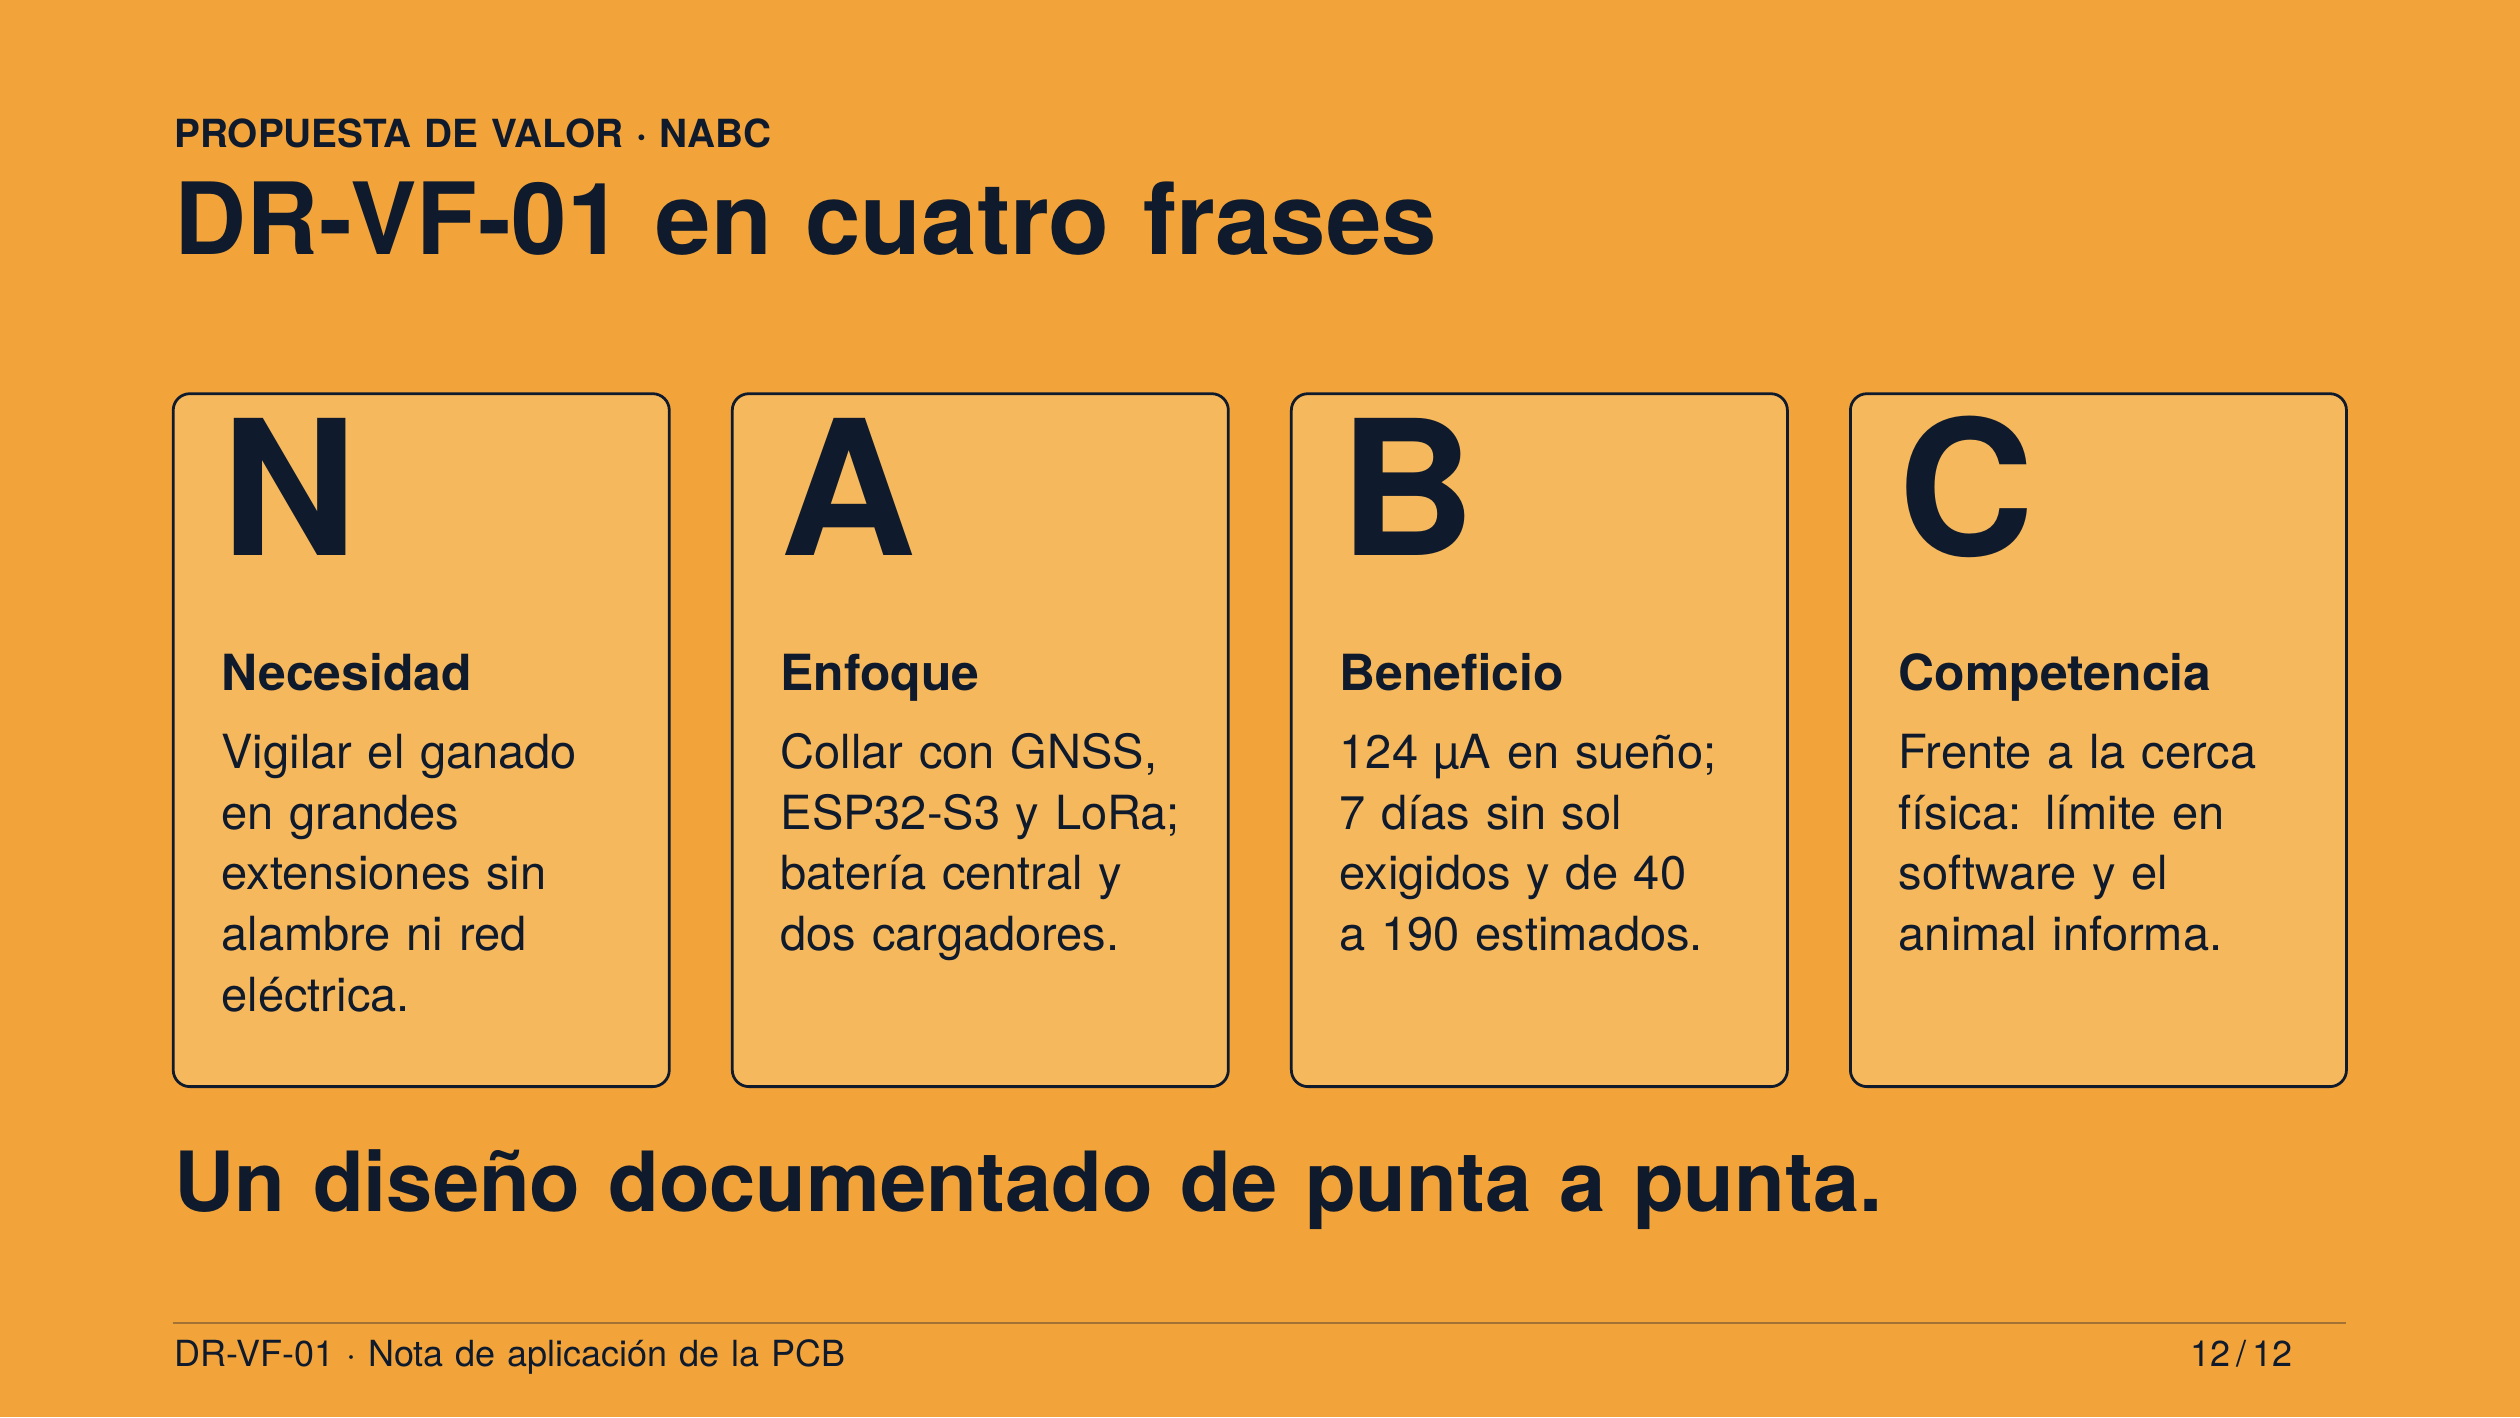 PROPUESTA DE VALOR · NABC
DR-VF-01 en cuatro frases
N
Necesidad
Vigilar el ganado
en grandes
extensiones sin
alambre ni red
eléctrica.
A
Enfoque
Collar con GNSS,
ESP32-S3 y LoRa;
batería central y
dos cargadores.
B
Beneficio
124 µA en sueño;
7 días sin sol
exigidos y de 40
a 190 estimados.
C
Competencia
Frente a la cerca
física: límite en
software y el
animal informa.
Un diseño documentado de punta a punta.
DR-VF-01 · Nota de aplicación de la PCB
12 / 12